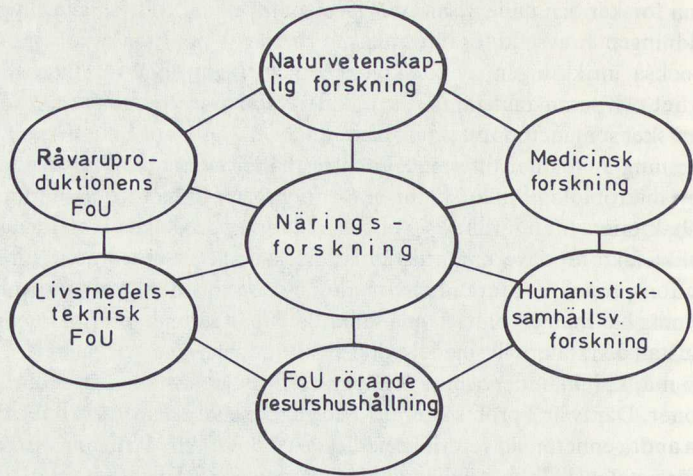 Naturvetenskap-
lig forskning
Råvarupro-
duktionens
FoU
Medicinsk
forskning
Närings-
forskning
Livsmedels-
teknisk
FoU
Humanistisk-
samhällsv.
forskning
FoU rörande
resurshushållning